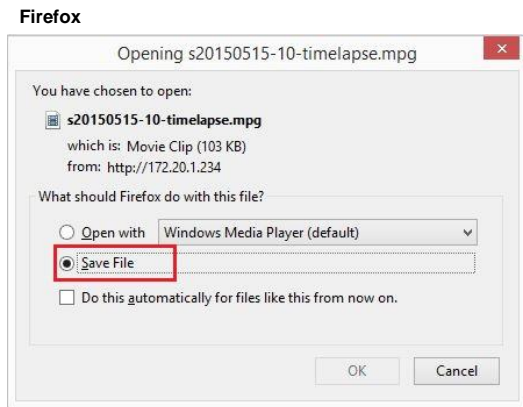 Firefox
Opening s20150515-10-timelapse.mpg
You have chosen to open:
s20150515-10-timelapse.mpg
which is: Movie Clip (103 KB)
from: http://172.20.1.234
What should Firefox do with this file?
Open with Windows Media Player (default)
Save File
Do this automatically for files like this from now on.
OK Cancel